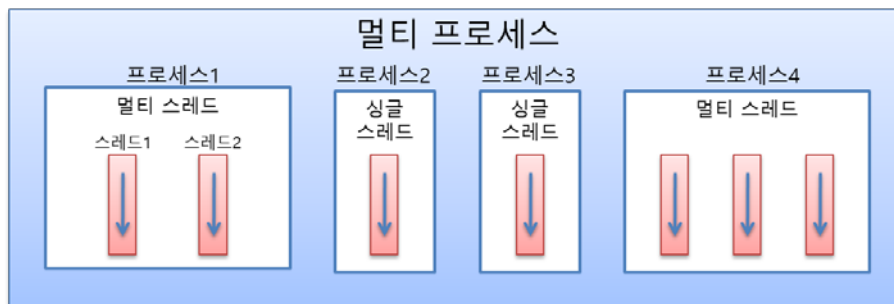 멀티 프로세스
프로세스1
프로세스2
프로세스3
프로세스4
멀티 스레드
스레드1
스레드2
싱글
스레드
싱글
스레드
멀티 스레드